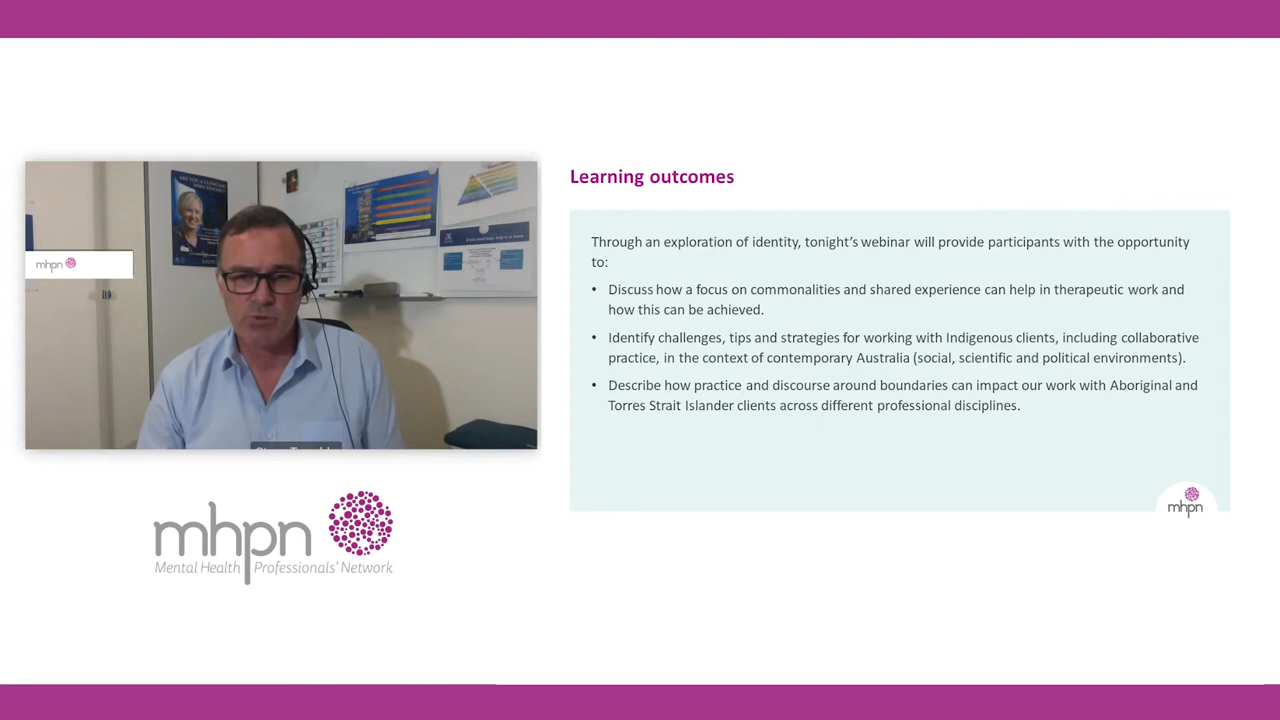 Learning outcomes
Through an exploration of identity, tonight's webinar will provide participants with the opportunity
to:
• Discuss how a focus on commonalities and shared experience can help in therapeutic work and
how this can be achieved.
• Identify challenges, tips and strategies for working with Indigenous clients, including collaborative
practice, in the context of contemporary Australia (social, scientific and political environments).
• Describe how practice and discourse around boundaries can impact our work with Aboriginal and
Torres Strait Islander clients across different professional disciplines.
mhpn
mhpn
mhpn
Mental Health Professionals' Network